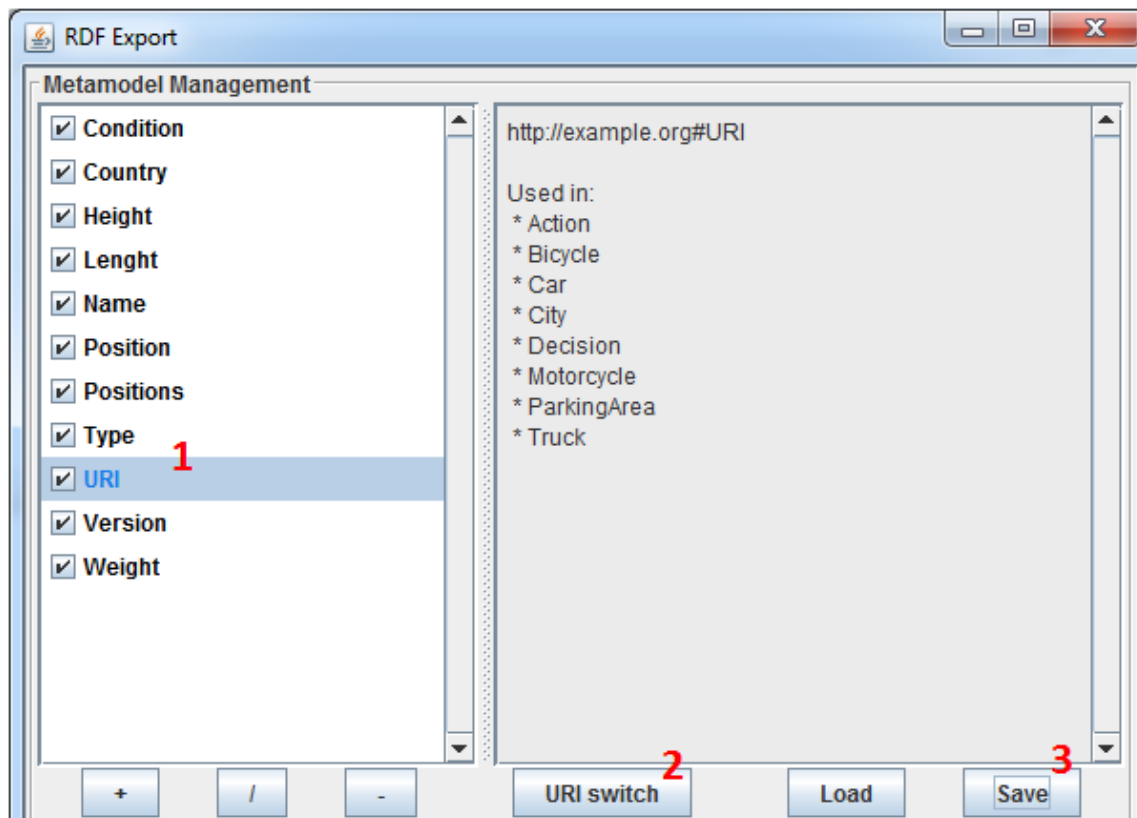 RDF Export
Metamodel Management
Condition
Country
Height
Lenght
Name
Position
Positions
Type
1
URI
Version
Weight
http://example.org#URI
Used in:
* Action
* Bicycle
* Car
* City
* Decision
* Motorcycle
* ParkingArea
* Truck
2
3
+ / - URI switch Load Save